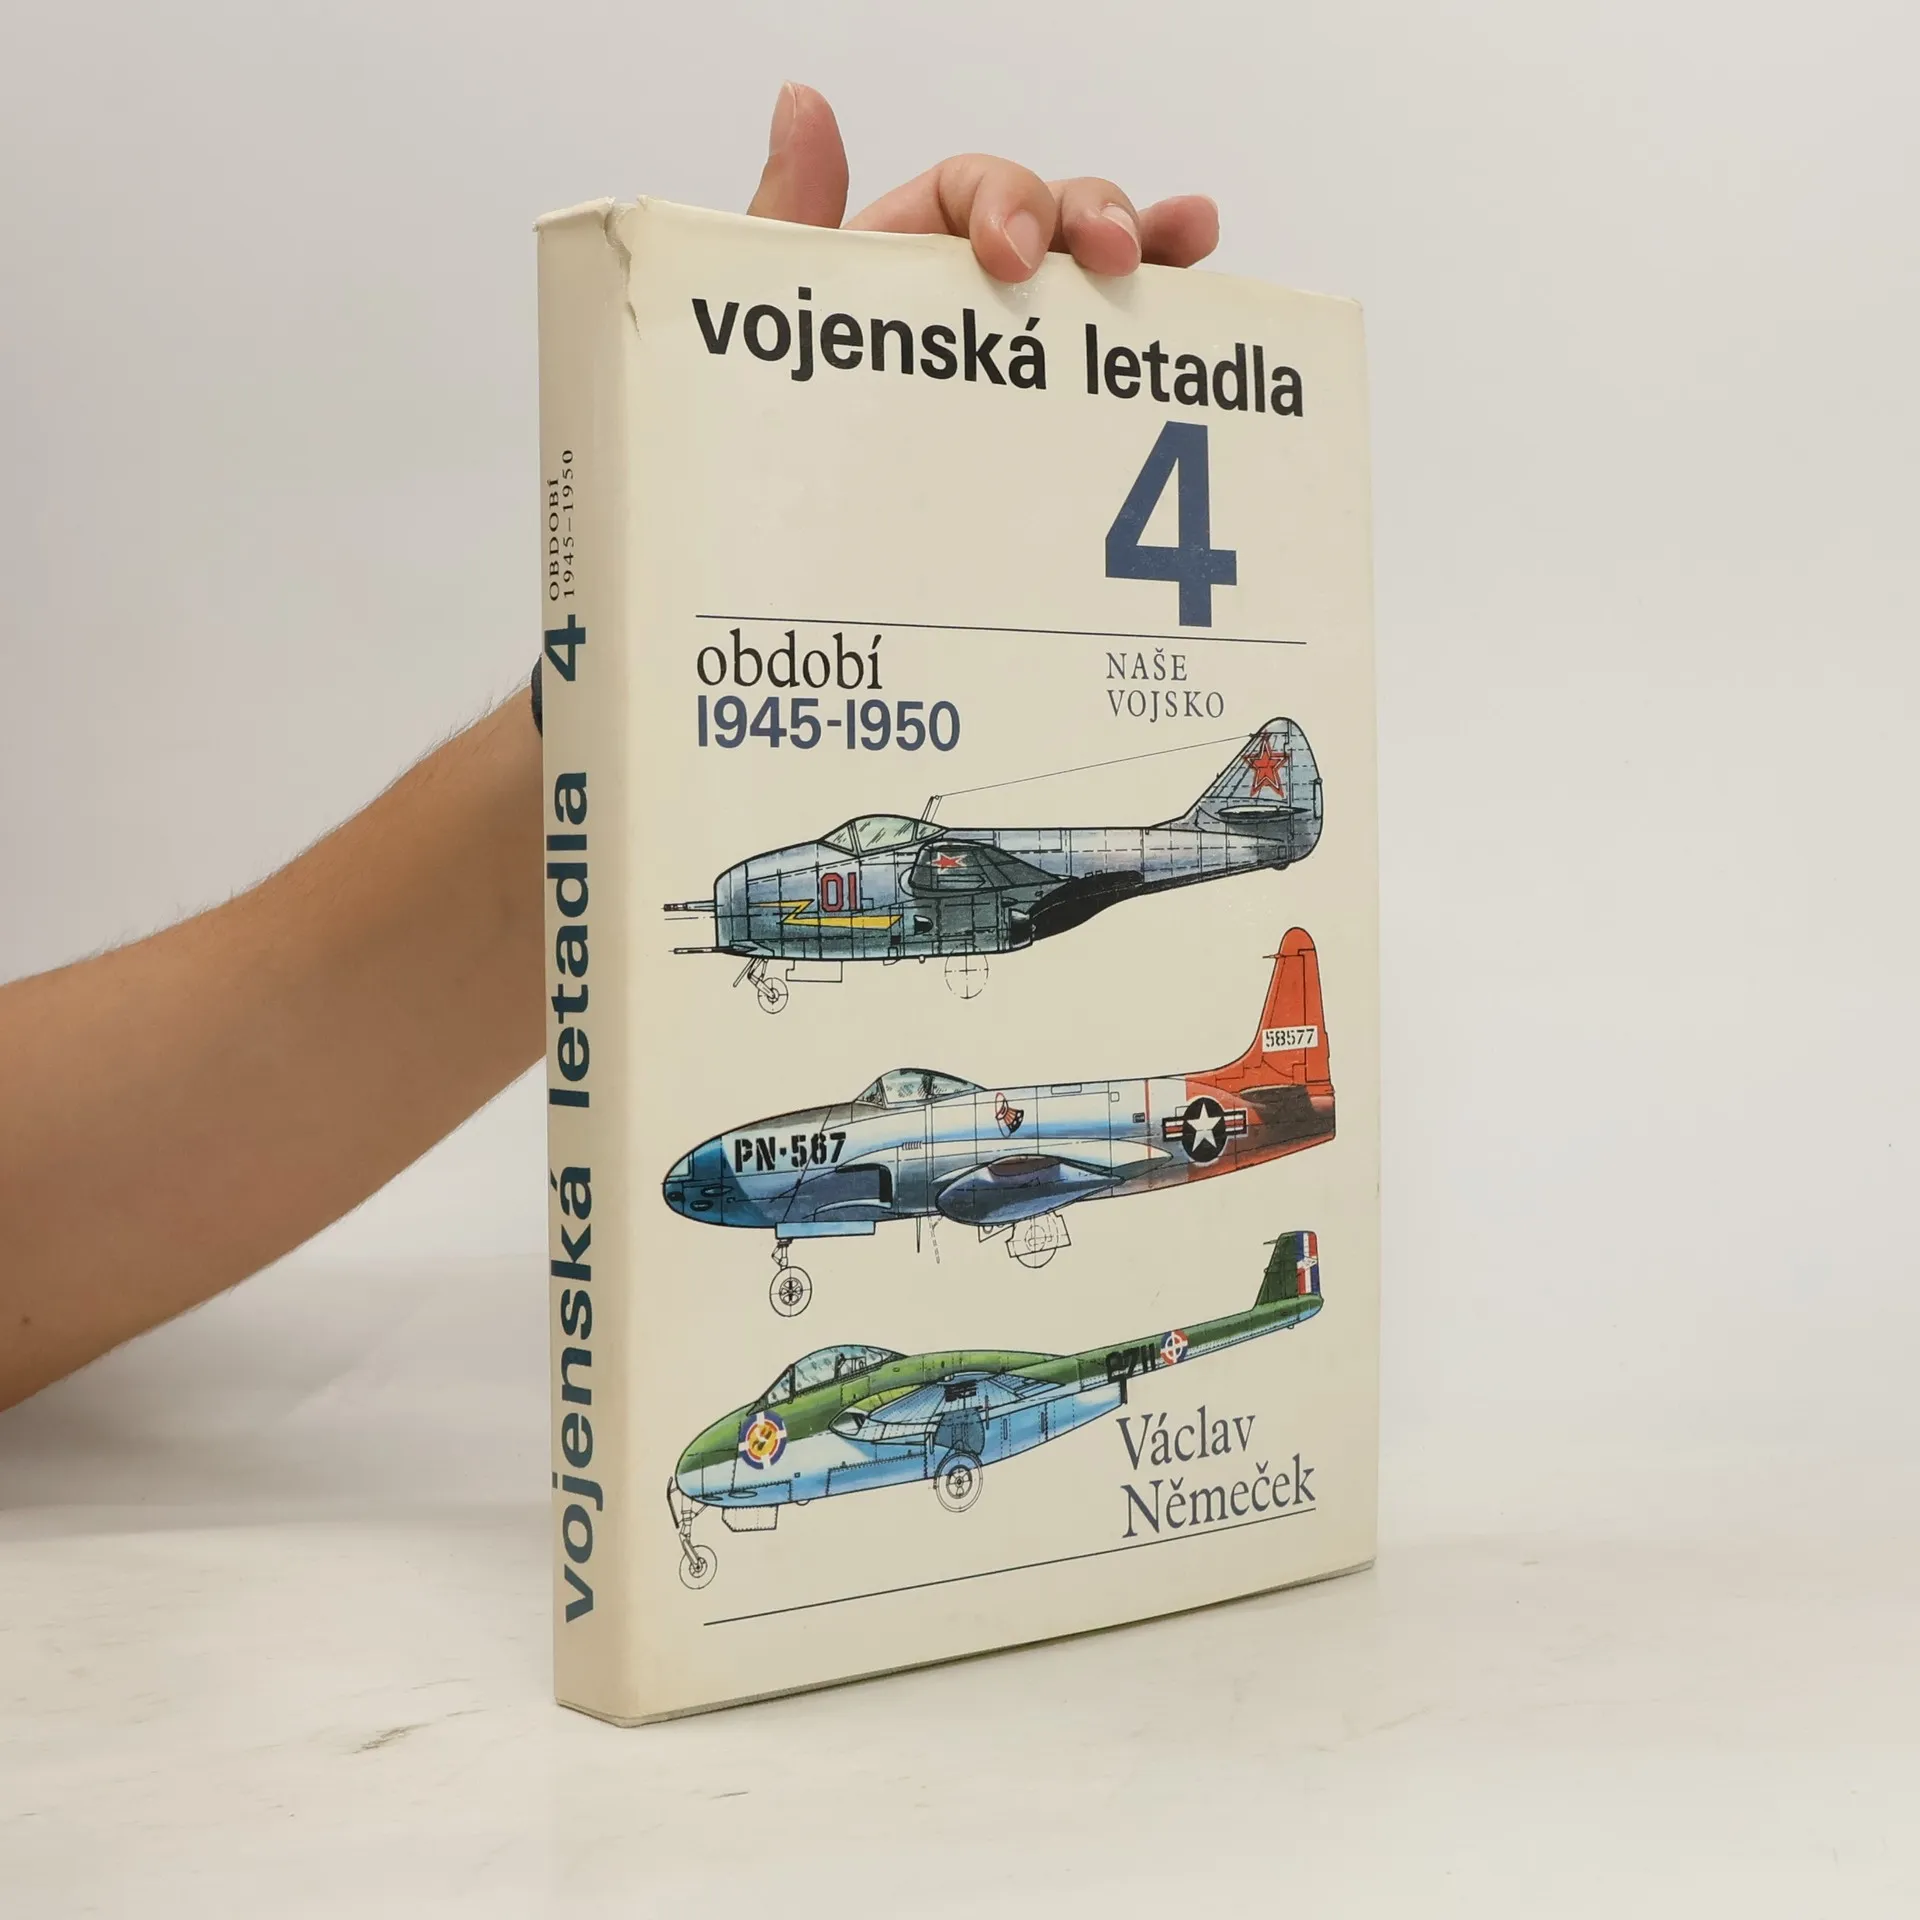 vojenská letadla
4
období
1945-1950
NAŠE
VOJSKO
01
58577
PN-567
2711
Václav
Němeček
vojenská letadla 4 OBDOBÍ
1945–1950